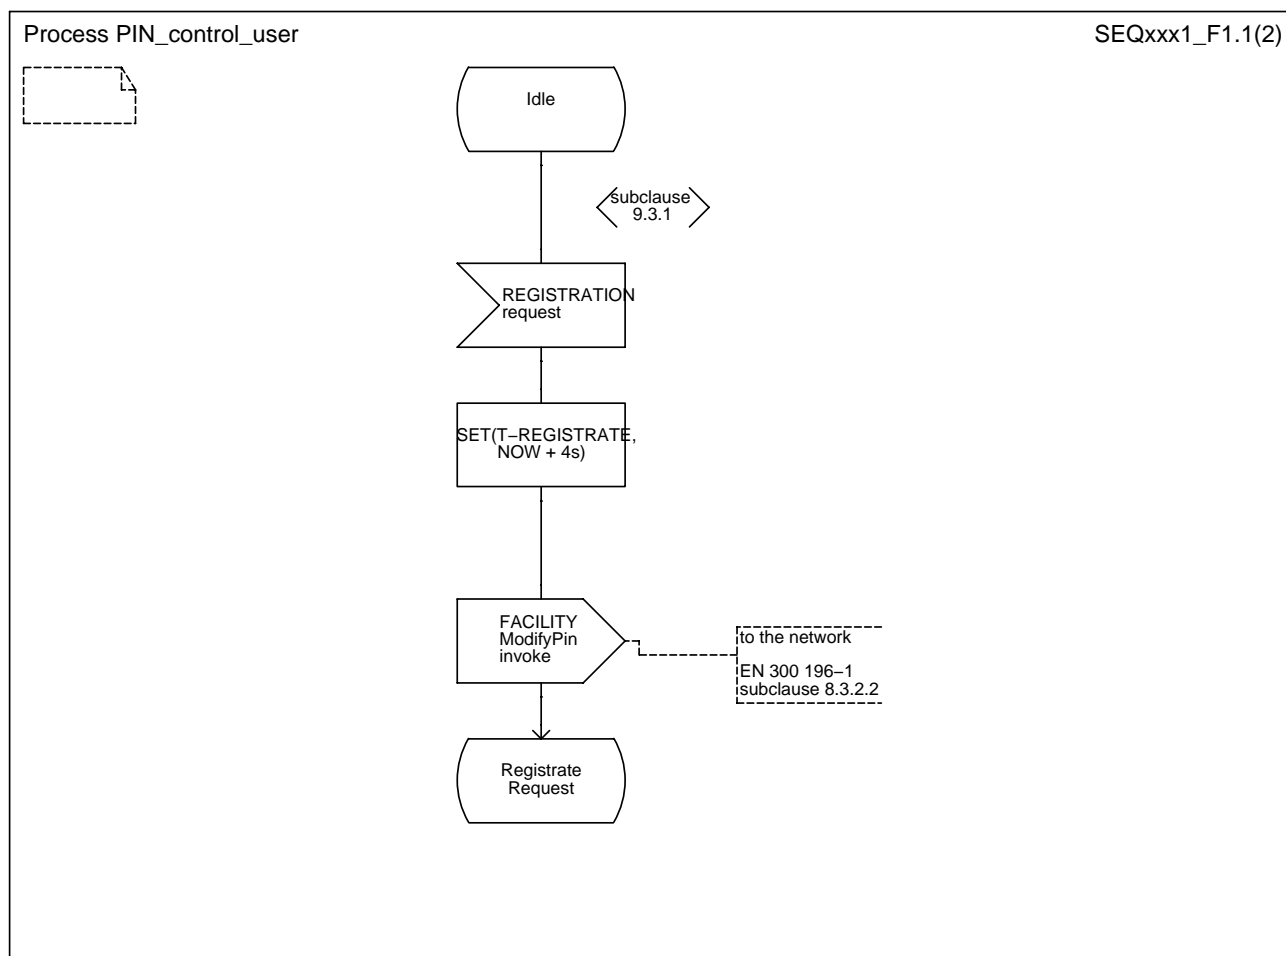 Process PIN_control_user
SEQxxx1_F1.1(2)
Idle
subclause
9.3.1
REGISTRATION
request
SET(T−REGISTRATE,
NOW + 4s)
FACILITY
ModifyPin
invoke
to the network
EN 300 196−1
subclause 8.3.2.2
Registrate
Request